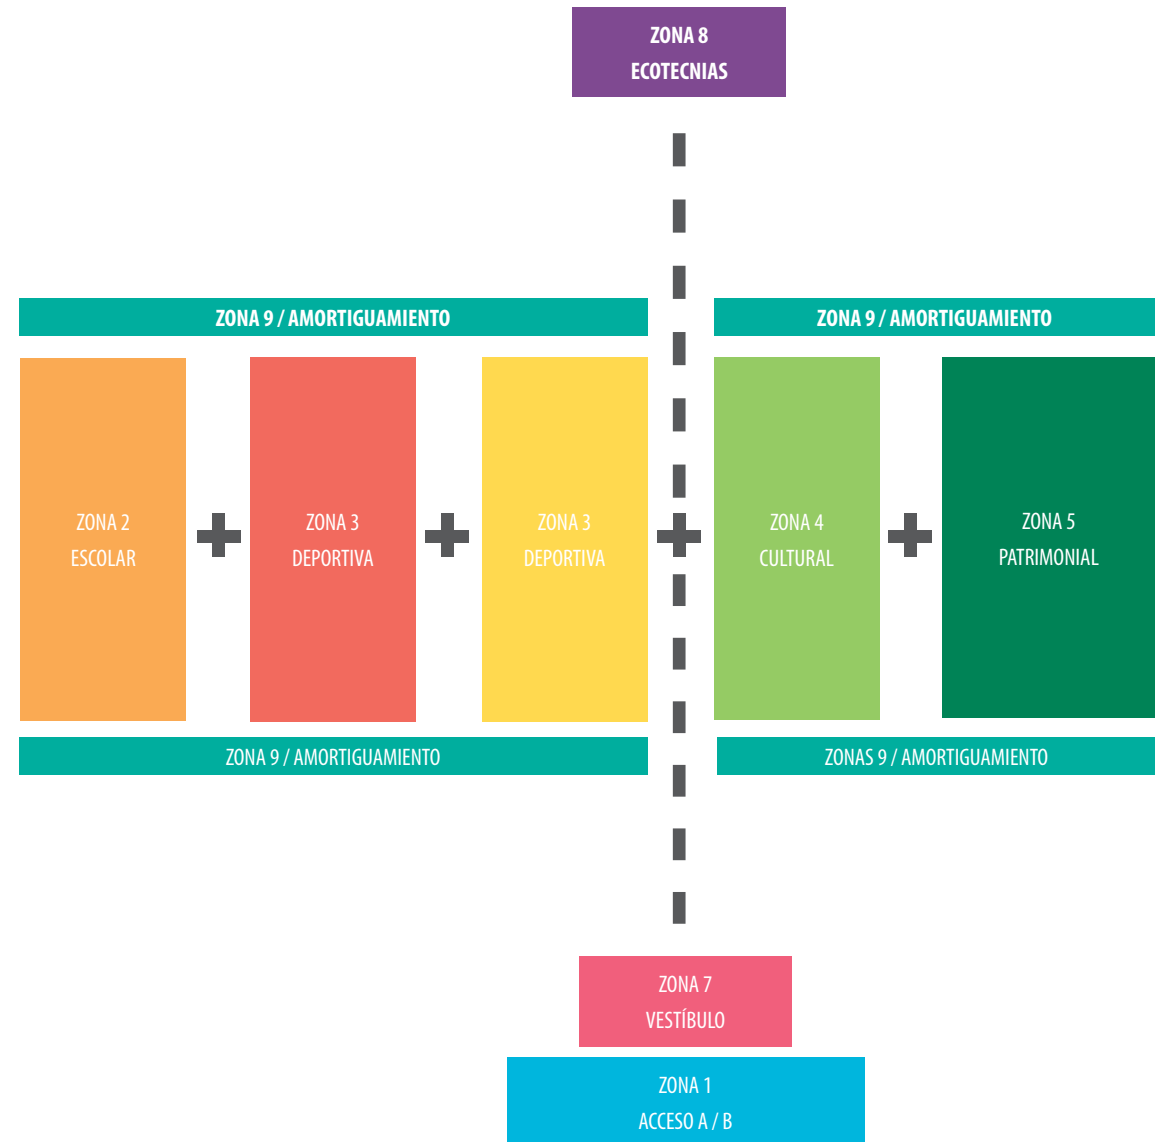 ZONA 8
ECOTECNIAS
ZONA 9 / AMORTIGUAMIENTO
ZONA 9 / AMORTIGUAMIENTO
ZONA 2
ESCOLAR
ZONA 3
DEPORTIVA
ZONA 3
DEPORTIVA
ZONA 4
CULTURAL
ZONA 5
PATRIMONIAL
ZONA 9 / AMORTIGUAMIENTO
ZONAS 9 / AMORTIGUAMIENTO
ZONA 7
VESTÍBULO
ZONA 1
ACCESO A / B